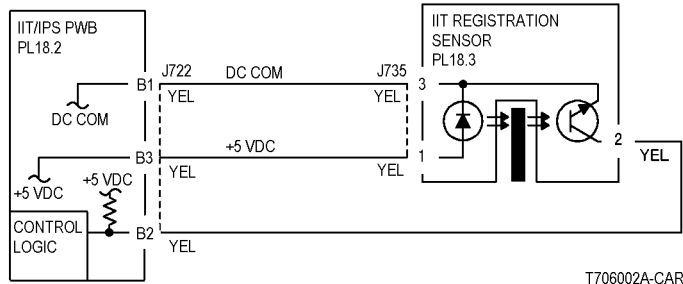 IIT/IPS PWB
PL18.2
IIT REGISTRATION
SENSOR
PL18.3
B1
J722
DC COM
J735
3
YEL
YEL
DC COM
B3
+5 VDC
1
2
YEL
YEL
YEL
+5 VDC
+5 VDC
CONTROL
LOGIC
B2
YEL
T706002A-CAR